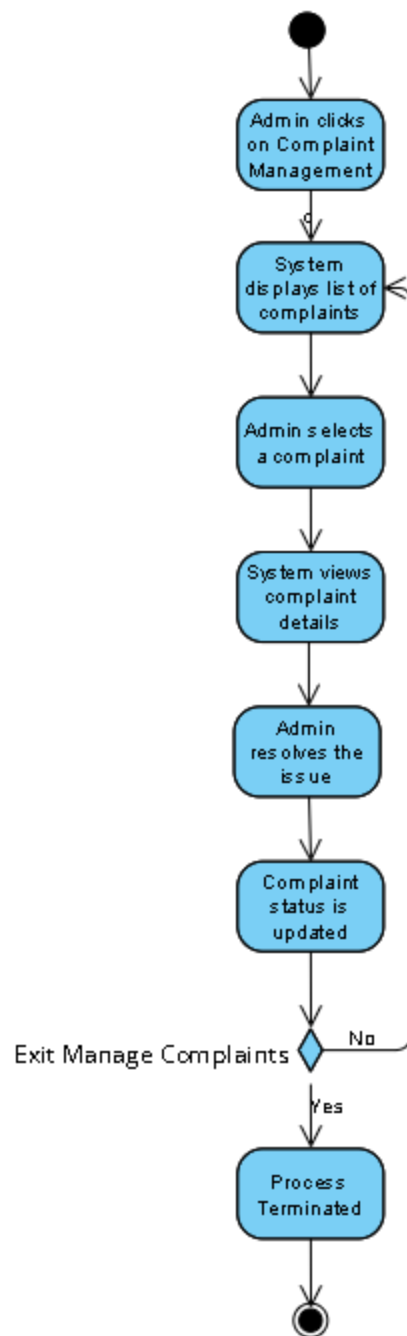 Admin clicks
on Complaint
Management
System
displays list of
complaints
Admin selects
a complaint
System views
complaint
details
Admin
resolves the
issue
Complaint
status is
updated
Exit Manage Complaints
No
Yes
Process
Terminated